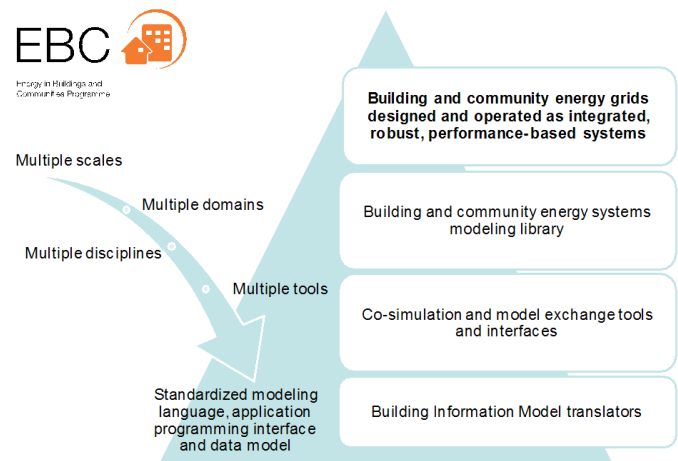 EBC
Energy in Buildings and
Communities Programme
Building and community energy grids
designed and operated as integrated,
robust, performance-based systems
Multiple scales
Multiple domains
Building and community energy systems
modeling library
Multiple disciplines
Multiple tools
Co-simulation and model exchange tools
and interfaces
Standardized modeling
language, application
programming interface
and data model
Building Information Model translators